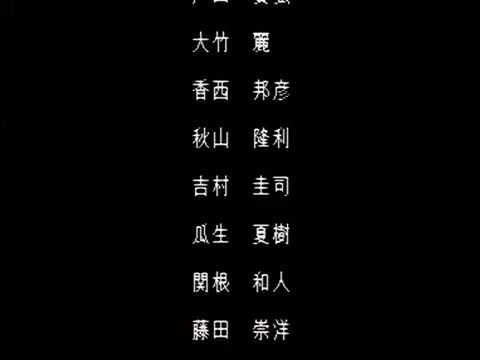 大竹　麗
香西　邦彦
秋山　隆利
吉村　圭司
瓜生　夏樹
関根　和人
藤田　崇洋